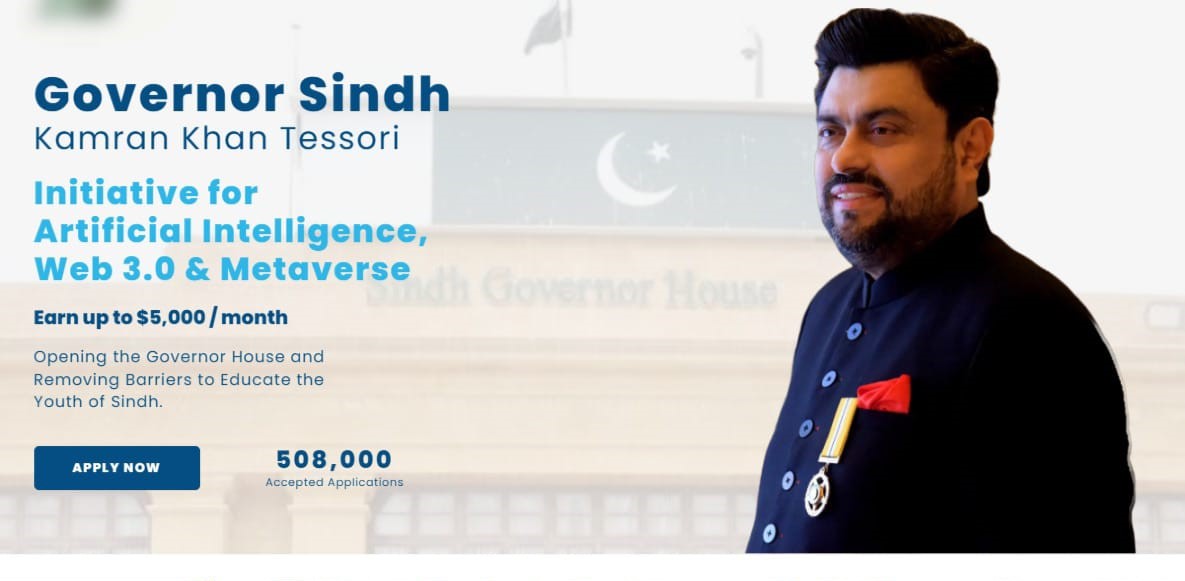 Governor Sindh
Kamran Khan Tessori
Initiative for
Artificial Intelligence,
Web 3.0 & Metaverse
Sindh Governor House
Earn up to $5,000 / month
Opening the Governor House and
Removing Barriers to Educate the
Youth of Sindh.
APPLY NOW
508,000
Accepted Applications